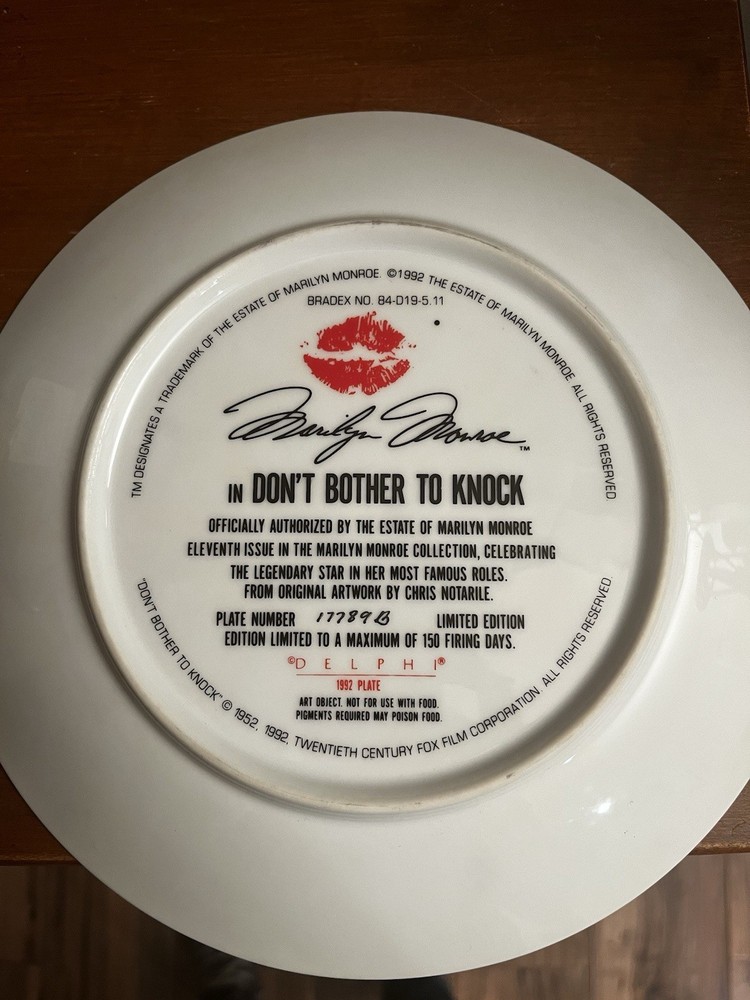 TM DESIGNATES A TRADEMARK OF THE ESTATE OF MARILYN MONROE. ©1992 THE ESTATE OF MARILYN MONROE. ALL RIGHTS RESERVED.
BRADEX NO. 84-D19-5.11
Marilyn Monroe ™
IN DON'T BOTHER TO KNOCK
OFFICIALLY AUTHORIZED BY THE ESTATE OF MARILYN MONROE
ELEVENTH ISSUE IN THE MARILYN MONROE COLLECTION, CELEBRATING
THE LEGENDARY STAR IN HER MOST FAMOUS ROLES.
FROM ORIGINAL ARTWORK BY CHRIS NOTARILE.
PLATE NUMBER 17789B LIMITED EDITION
EDITION LIMITED TO A MAXIMUM OF 150 FIRING DAYS.
©DELPHI®
1992 PLATE
ART OBJECT. NOT FOR USE WITH FOOD.
PIGMENTS REQUIRED MAY POISON FOOD.
"DON'T BOTHER TO KNOCK" © 1952, 1992, TWENTIETH CENTURY FOX FILM CORPORATION. ALL RIGHTS RESERVED.